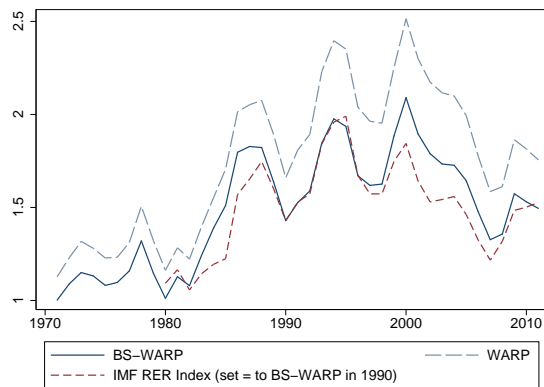 2.5
2
1.5
1
1970 1980 1990 2000 2010
BS−WARP WARP
IMF RER Index (set = to BS−WARP in 1990)